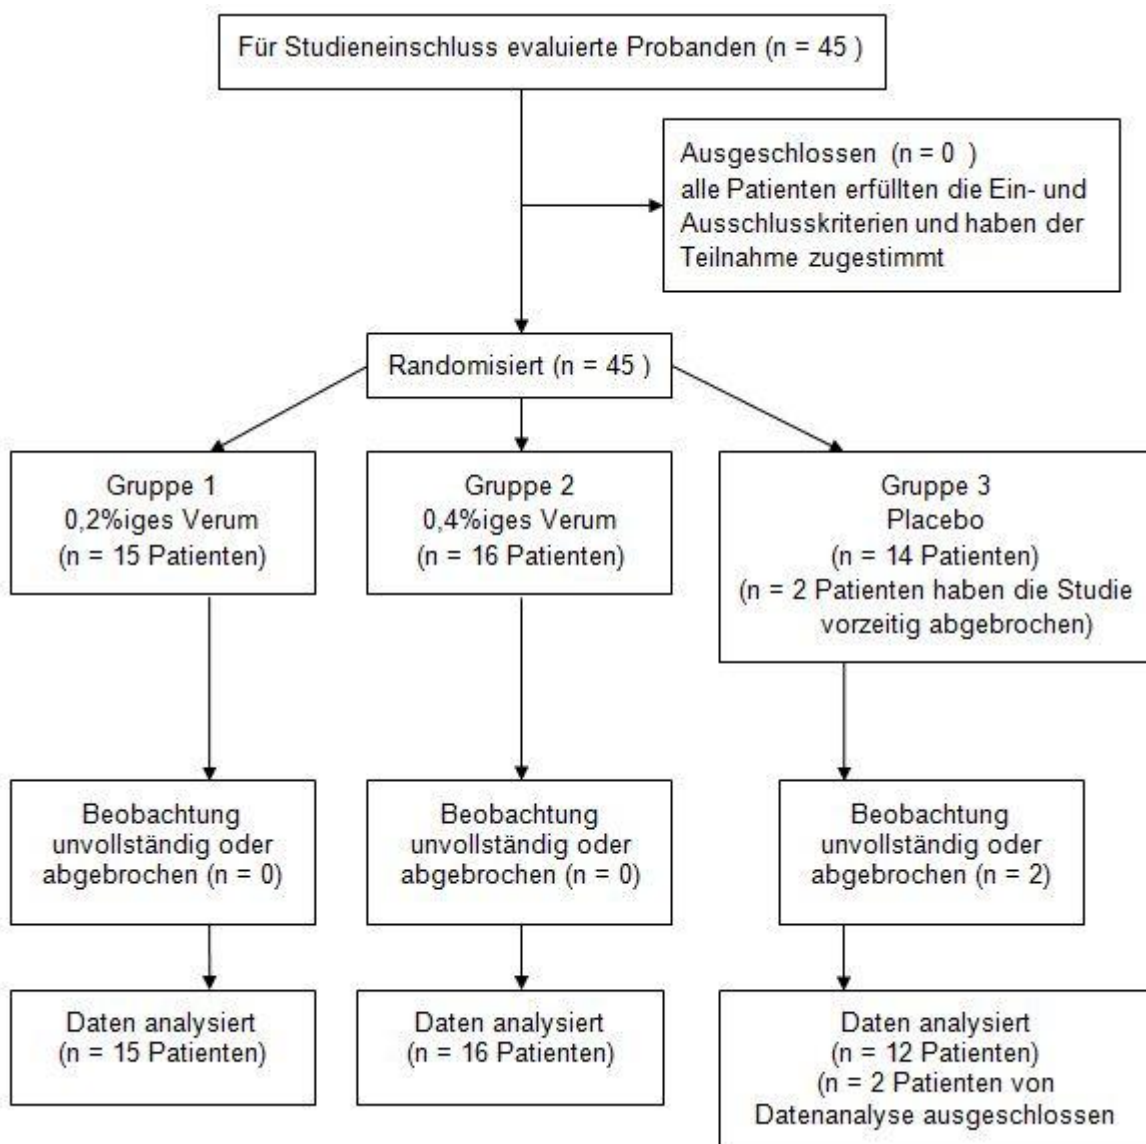 Für Studieneinschluss evaluierte Probanden (n = 45 )
Ausgeschlossen (n = 0 )
alle Patienten erfüllten die Ein- und
Ausschlusskriterien und haben der
Teilnahme zugestimmt
Randomisiert (n = 45 )
Gruppe 1
0,2%iges Verum
(n = 15 Patienten)
Gruppe 2
0,4%iges Verum
(n = 16 Patienten)
Gruppe 3
Placebo
(n = 14 Patienten)
(n = 2 Patienten haben die Studie
vorzeitig abgebrochen)
Beobachtung
unvollständig oder
abgebrochen (n = 0)
Beobachtung
unvollständig oder
abgebrochen (n = 0)
Beobachtung
unvollständig oder
abgebrochen (n = 2)
Daten analysiert
(n = 15 Patienten)
Daten analysiert
(n = 16 Patienten)
Daten analysiert
(n = 12 Patienten)
(n = 2 Patienten von
Datenanalyse ausgeschlossen